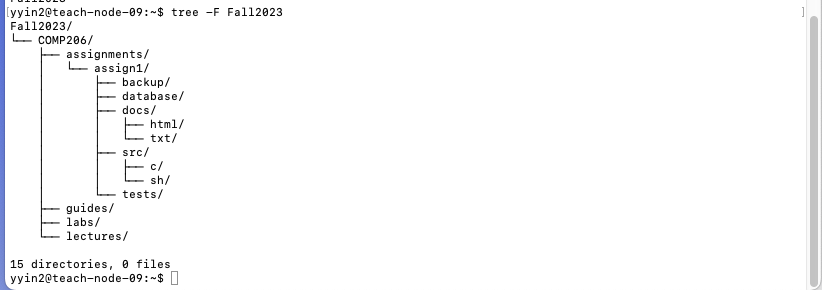 [yyin2@teach-node-09:~$ tree -F Fall2023 ]
Fall2023/
└── COMP206/
    ├── assignments/
    │   └── assign1/
    │       ├── backup/
    │       ├── database/
    │       ├── docs/
    │       │   ├── html/
    │       │   └── txt/
    │       ├── src/
    │       │   ├── c/
    │       │   └── sh/
    │       └── tests/
    ├── guides/
    ├── labs/
    └── lectures/
15 directories, 0 files
yyin2@teach-node-09:~$